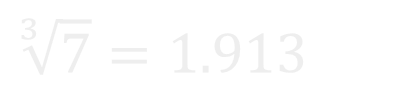 ∛7 = 1.913